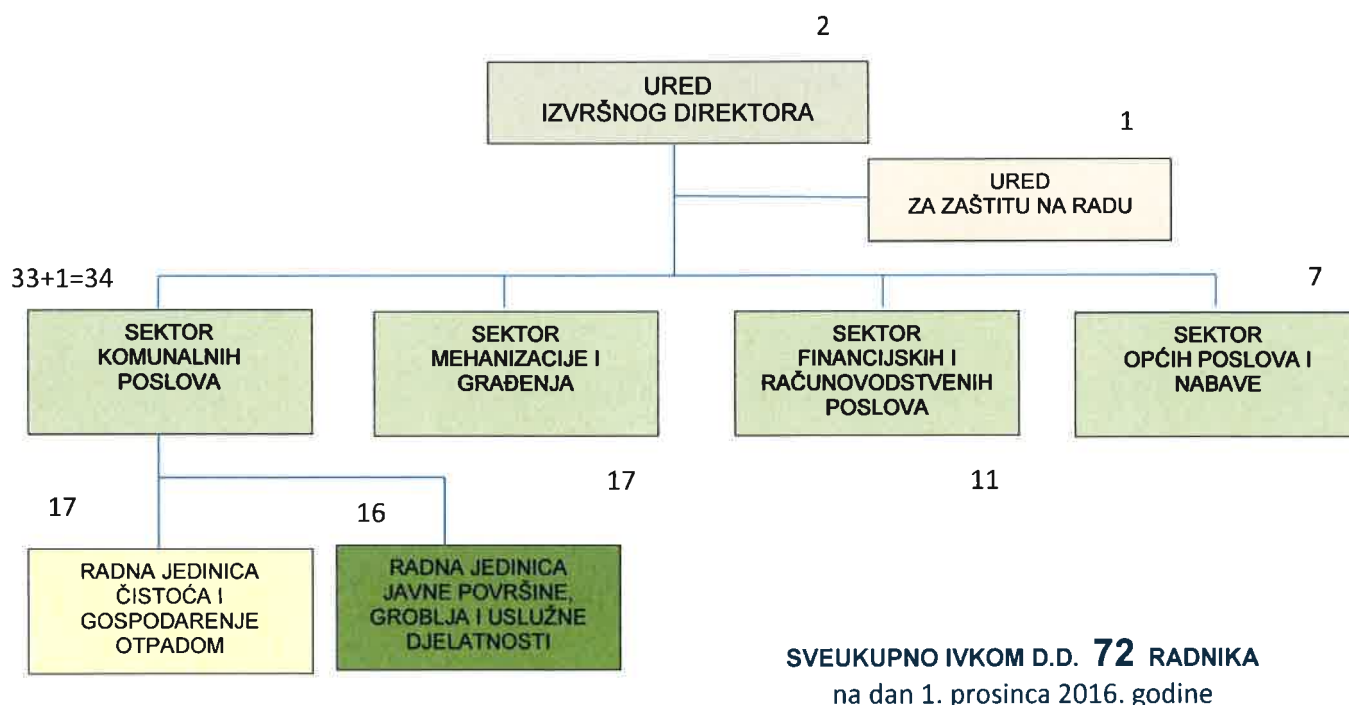 2
URED
IZVRŠNOG DIREKTORA
1
URED
ZA ZAŠTITU NA RADU
33+1=34
SEKTOR
KOMUNALNIH
POSLOVA
SEKTOR
MEHANIZACIJE I
GRAĐENJA
17
SEKTOR
FINANCIJSKIH I
RAČUNOVODSTVENIH
POSLOVA
11
7
SEKTOR
OPĆIH POSLOVA I
NABAVE
17
RADNA JEDINICA
ČISTOĆA I
GOSPODARENJE
OTPADOM
16
RADNA JEDINICA
JAVNE POVRŠINE,
GROBLJA I USLUŽNE
DJELATNOSTI
SVEUKUPNO IVKOM D.D. 72 RADNIKA
na dan 1. prosinca 2016. godine